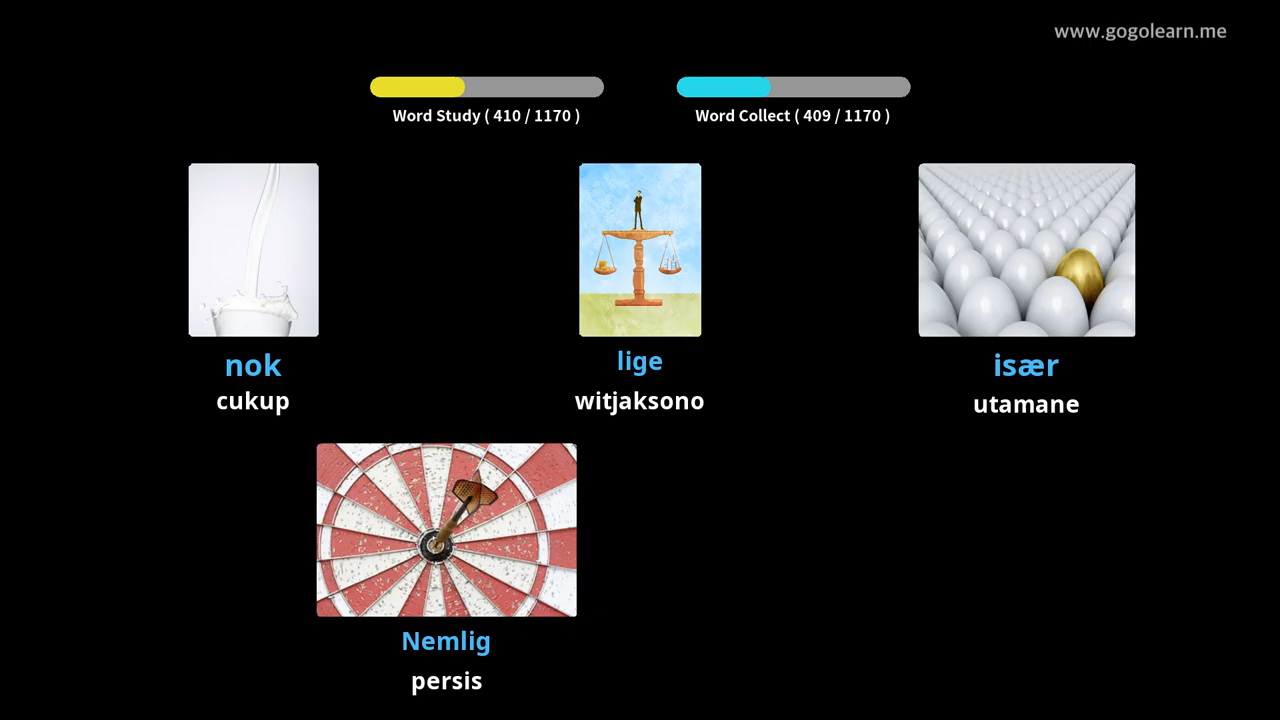 www.gogolearn.me
Word Study ( 410 / 1170 )
Word Collect ( 409 / 1170 )
nok
cukup
lige
witjaksono
især
utamane
Nemlig
persis